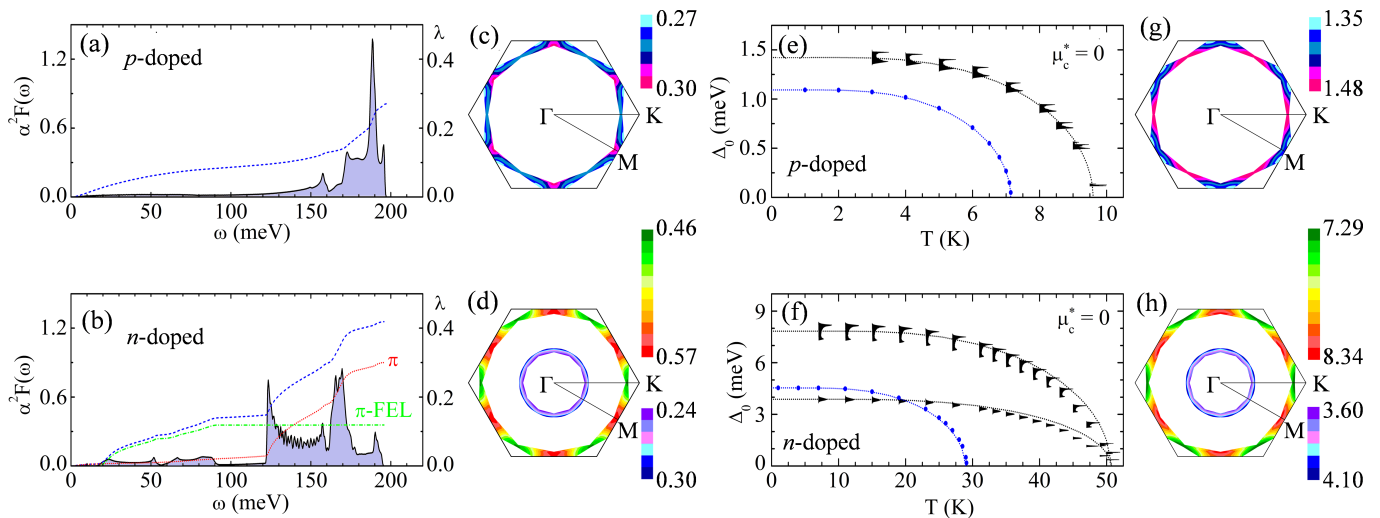 (a)
p-doped
α²F(ω)
1.2
0.6
0.0
0
50
100
150
200
ω (meV)
λ
0.4
0.2
0.0
(c)
0.27
0.30
Γ
K
M
(e)
μ*c = 0
Δ₀ (meV)
1.5
1.0
0.5
0.0
p-doped
0
2
4
6
8
10
T (K)
(g)
1.35
1.48
Γ
K
M
(b)
n-doped
α²F(ω)
1.2
0.6
0.0
0
50
100
150
200
ω (meV)
λ
0.4
0.2
0.0
π
π-FEL
(d)
0.46
0.57
0.24
0.30
Γ
K
M
(f)
μ*c = 0
Δ₀ (meV)
9
6
3
0
n-doped
0
10
20
30
40
50
T (K)
(h)
7.29
8.34
3.60
4.10
Γ
K
M